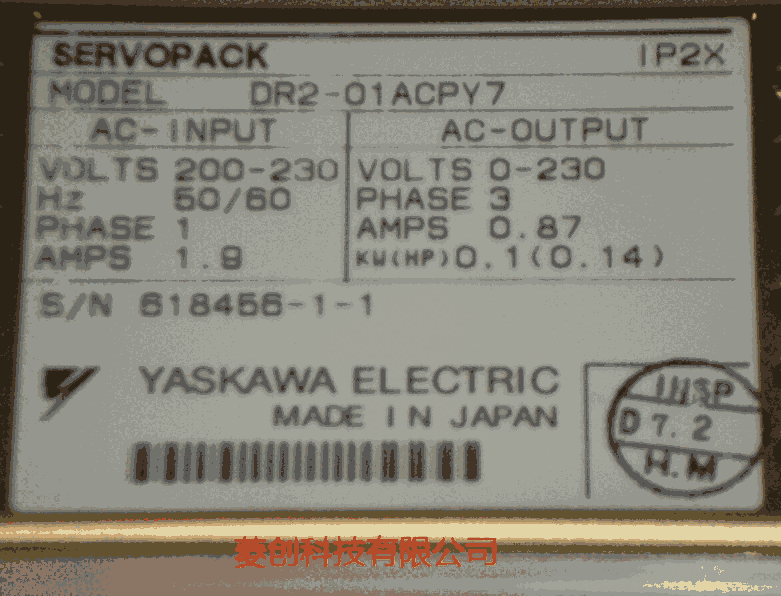 SERVOPACK IP2X
MODEL DR2-01ACPY7
AC-INPUT AC-OUTPUT
VOLTS 200-230 VOLTS 0-230
Hz 50/60 PHASE 3
PHASE 1 AMPS 0.87
AMPS 1.9 KW(HP)0.1(0.14)
S/N 618456-1-1
YASKAWA ELECTRIC
MADE IN JAPAN
INSP
D 7.2
H.M
菱创科技有限公司